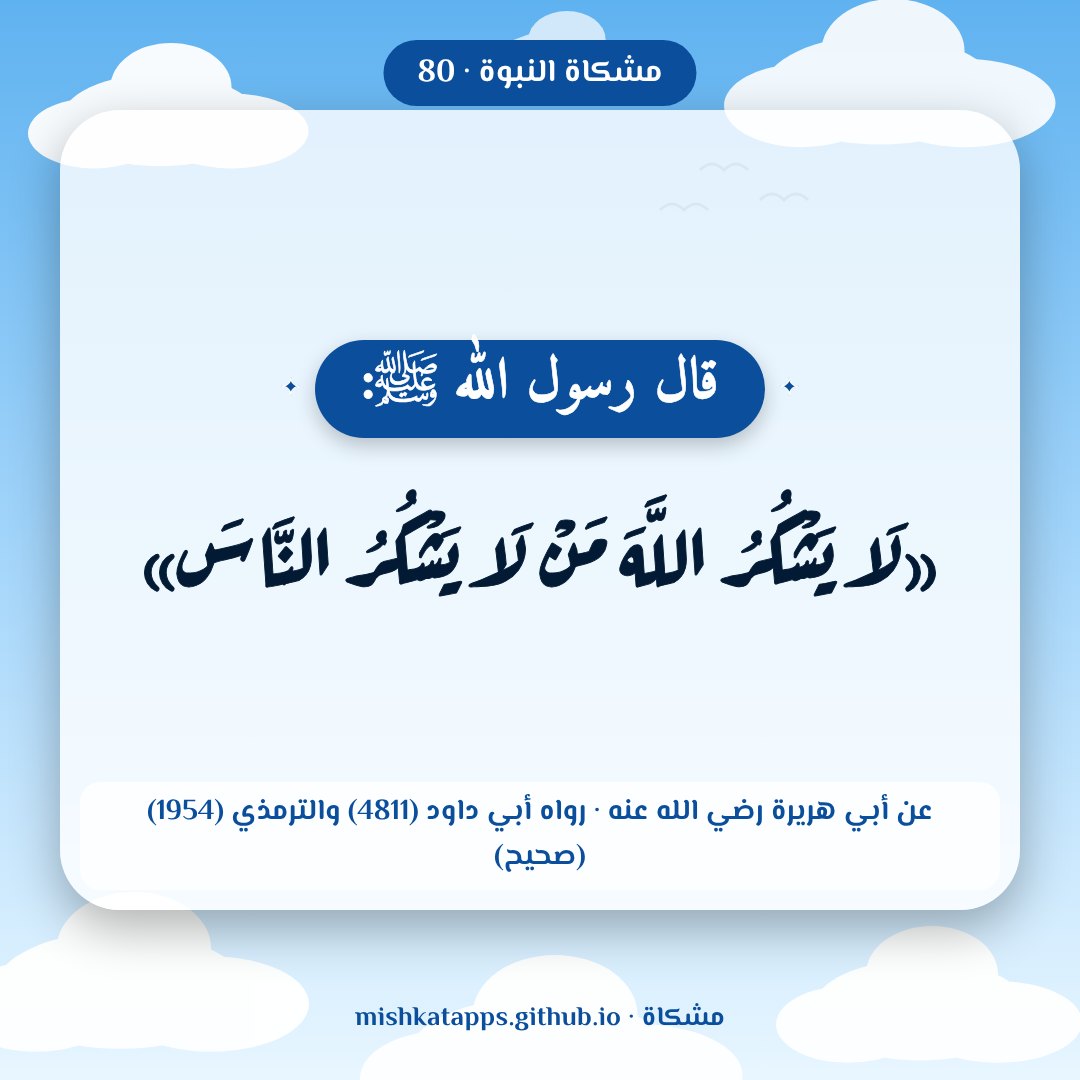 مشكاة النبوة · 80
قال رسول الله ﷺ:
«لَا يَشْكُرُ اللَّهَ مَنْ لَا يَشْكُرُ النَّاسَ»
عن أبي هريرة رضي الله عنه · رواه أبي داود (4811) والترمذي (1954)
(صحيح)
مشكاة · mishkatapps.github.io